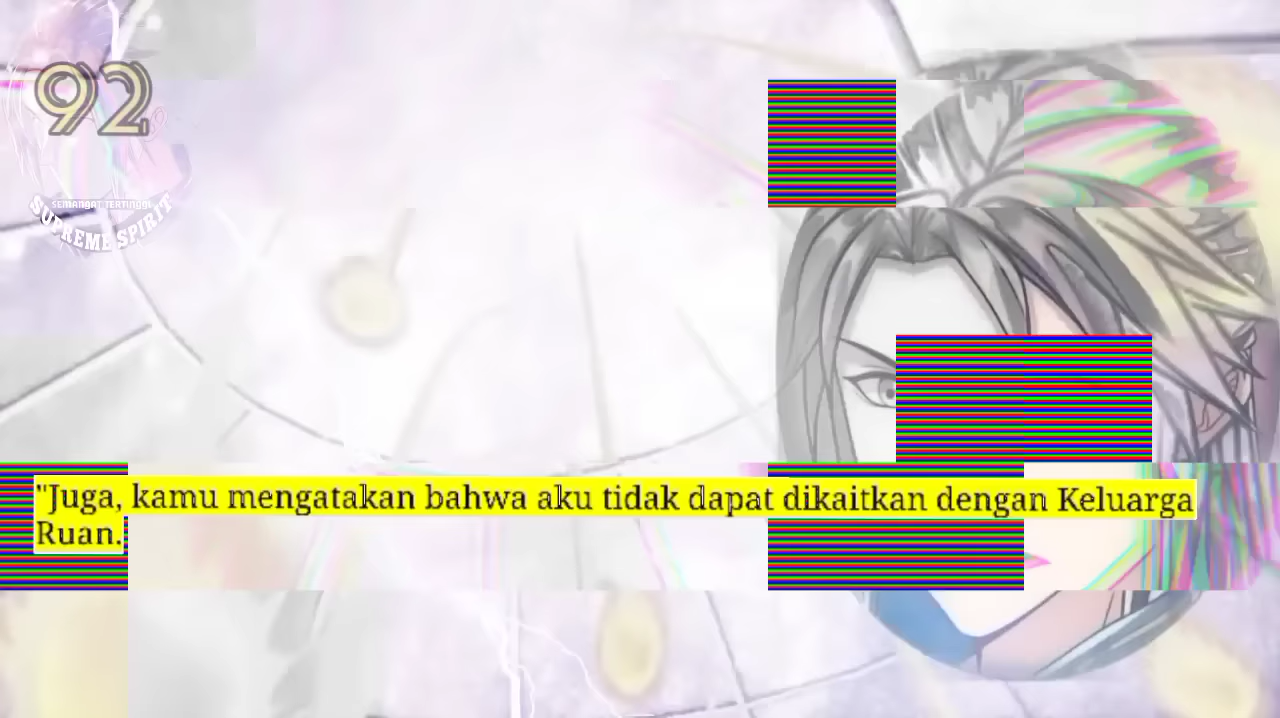 92
SEMANGAT TERTINGGI
SUPREME SPIRIT
"Juga, kamu mengatakan bahwa aku tidak dapat dikaitkan dengan Keluarga
Ruan.